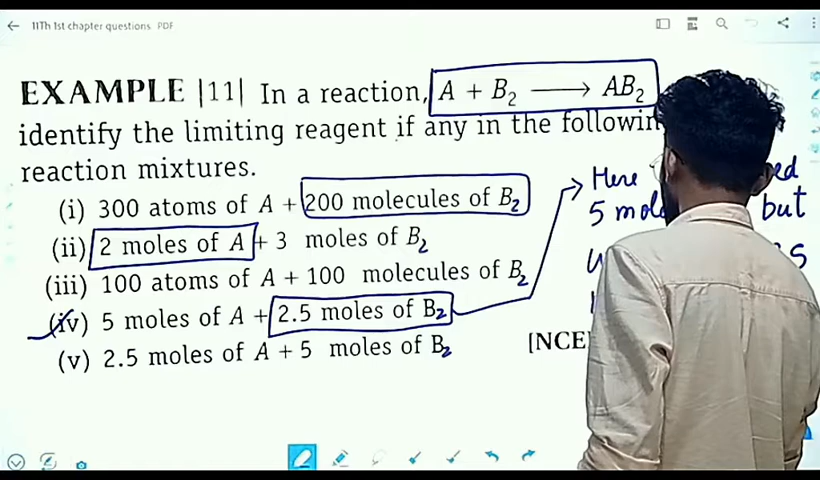 11Th 1st chapter questions PDF
EXAMPLE |11| In a reaction, A + B₂ ⟶ AB₂
identify the limiting reagent if any in the
reaction mixtures.
(i) 300 atoms of A + 200 molecules of B₂
(ii) 2 moles of A + 3 moles of B₂
(iii) 100 atoms of A + 100 molecules of B₂
(iv) 5 moles of A + 2.5 moles of B₂
(v) 2.5 moles of A + 5 moles of B₂
Here
5 but